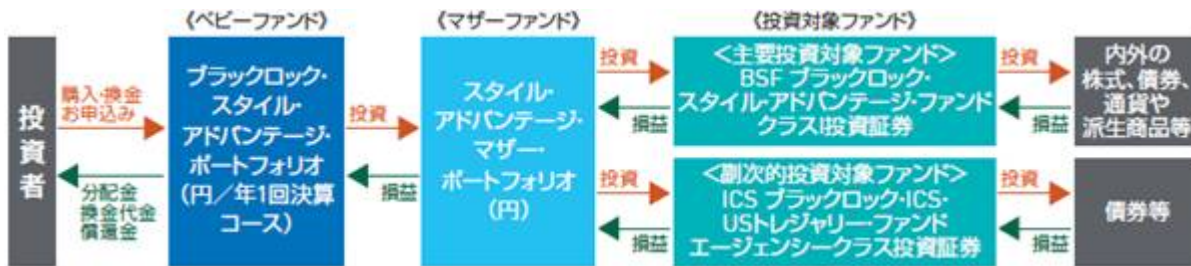 《ベビーファンド》
《マザーファンド》
《投資対象ファンド》
投資者
購入・換金
お申込み
分配金
換金代金
償還金
ブラックロック・
スタイル・
アドバンテージ・
ポートフォリオ
(円/年1回決算
コース)
投資
損益
スタイル・
アドバンテージ・
マザー・
ポートフォリオ
(円)
投資
損益
<主要投資対象ファンド>
BSF ブラックロック・
スタイル・アドバンテージ・ファンド
クラスI投資証券
投資
損益
内外の
株式、債券、
通貨や
派生商品等
投資
損益
<副次的投資対象ファンド>
ICS ブラックロック・ICS・
USトレジャリー・ファンド
エージェンシークラス投資証券
投資
損益
債券等